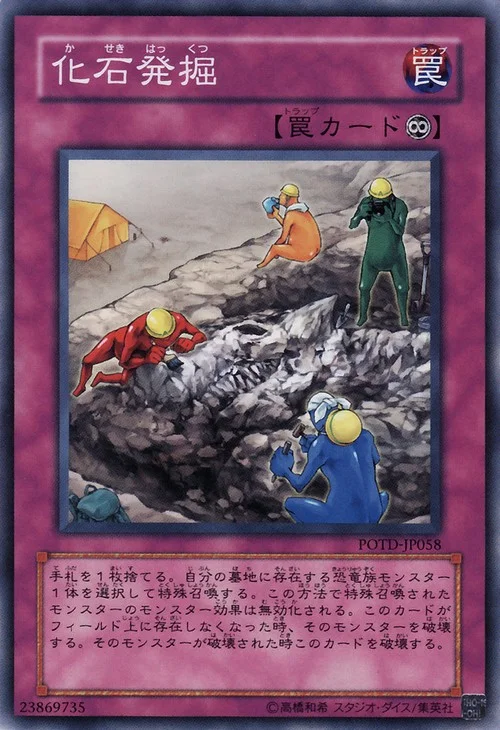 化石発掘
罠
【罠カード】
POTD-JP058
手札を1枚捨てる。自分の墓地に存在する恐竜族モンスター
1体を選択して特殊召喚する。この方法で特殊召喚された
モンスターのモンスター効果は無効化される。このカードが
フィールド上に存在しなくなった時、そのモンスターを破壊
する。そのモンスターが破壊された時このカードを破壊する。
23869735
©高橋和希 スタジオ・ダイス/集英社